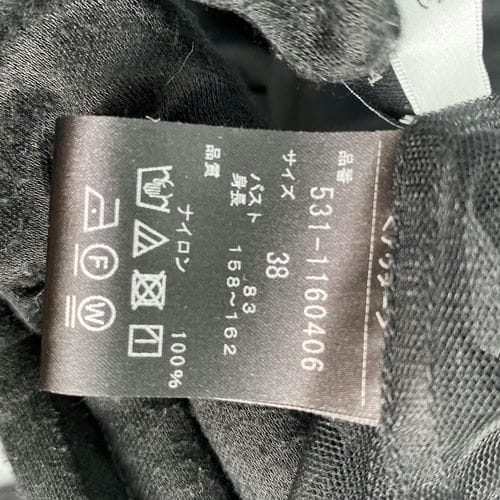 品番
531-1160406
サイズ 38
バスト 83
身長 158〜162
品質
ナイロン 100%
F W